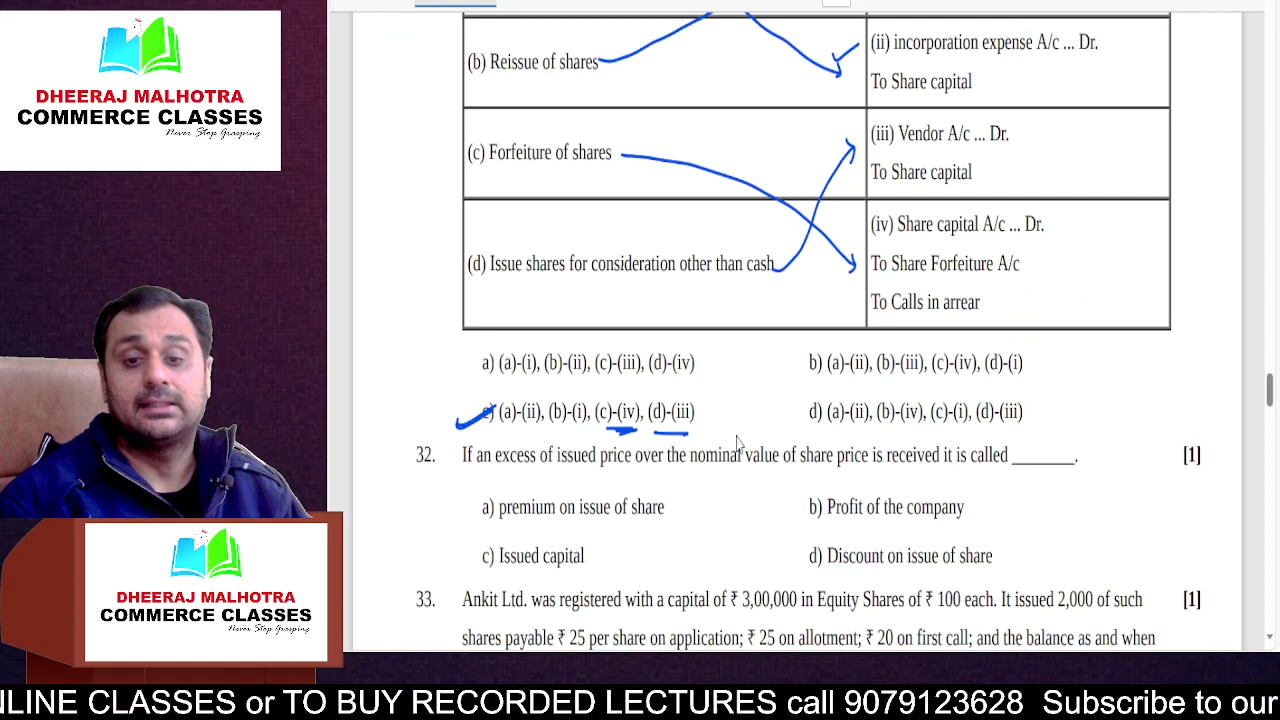 DHEERAJ MALHOTRA
COMMERCE CLASSES
Never Stop Grasping
(b) Reissue of shares
(ii) incorporation expense A/c ... Dr.
To Share capital
(c) Forfeiture of shares
(iii) Vendor A/c ... Dr.
To Share capital
(d) Issue shares for consideration other than cash
(iv) Share capital A/c ... Dr.
To Share Forfeiture A/c
To Calls in arrear
a) (a)-(i), (b)-(ii), (c)-(iii), (d)-(iv)
b) (a)-(ii), (b)-(iii), (c)-(iv), (d)-(i)
c) (a)-(ii), (b)-(i), (c)-(iv), (d)-(iii)
d) (a)-(ii), (b)-(iv), (c)-(i), (d)-(iii)
32. If an excess of issued price over the nominal value of share price is received it is called ________. [1]
a) premium on issue of share
b) Profit of the company
c) Issued capital
d) Discount on issue of share
33. Ankit Ltd. was registered with a capital of ₹ 3,00,000 in Equity Shares of ₹ 100 each. It issued 2,000 of such [1]
shares payable ₹ 25 per share on application; ₹ 25 on allotment; ₹ 20 on first call; and the balance as and when
DHEERAJ MALHOTRA
COMMERCE CLASSES
Never Stop Grasping
NLINE CLASSES or TO BUY RECORDED LECTURES call 9079123628 Subscribe to our